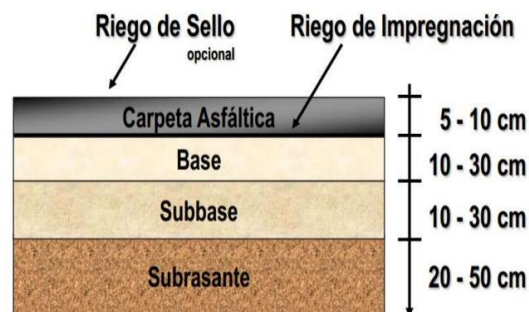 Riego de Sello
opcional
Riego de Impregnación
Carpeta Asfáltica
5 - 10 cm
Base
10 - 30 cm
Subbase
10 - 30 cm
Subrasante
20 - 50 cm